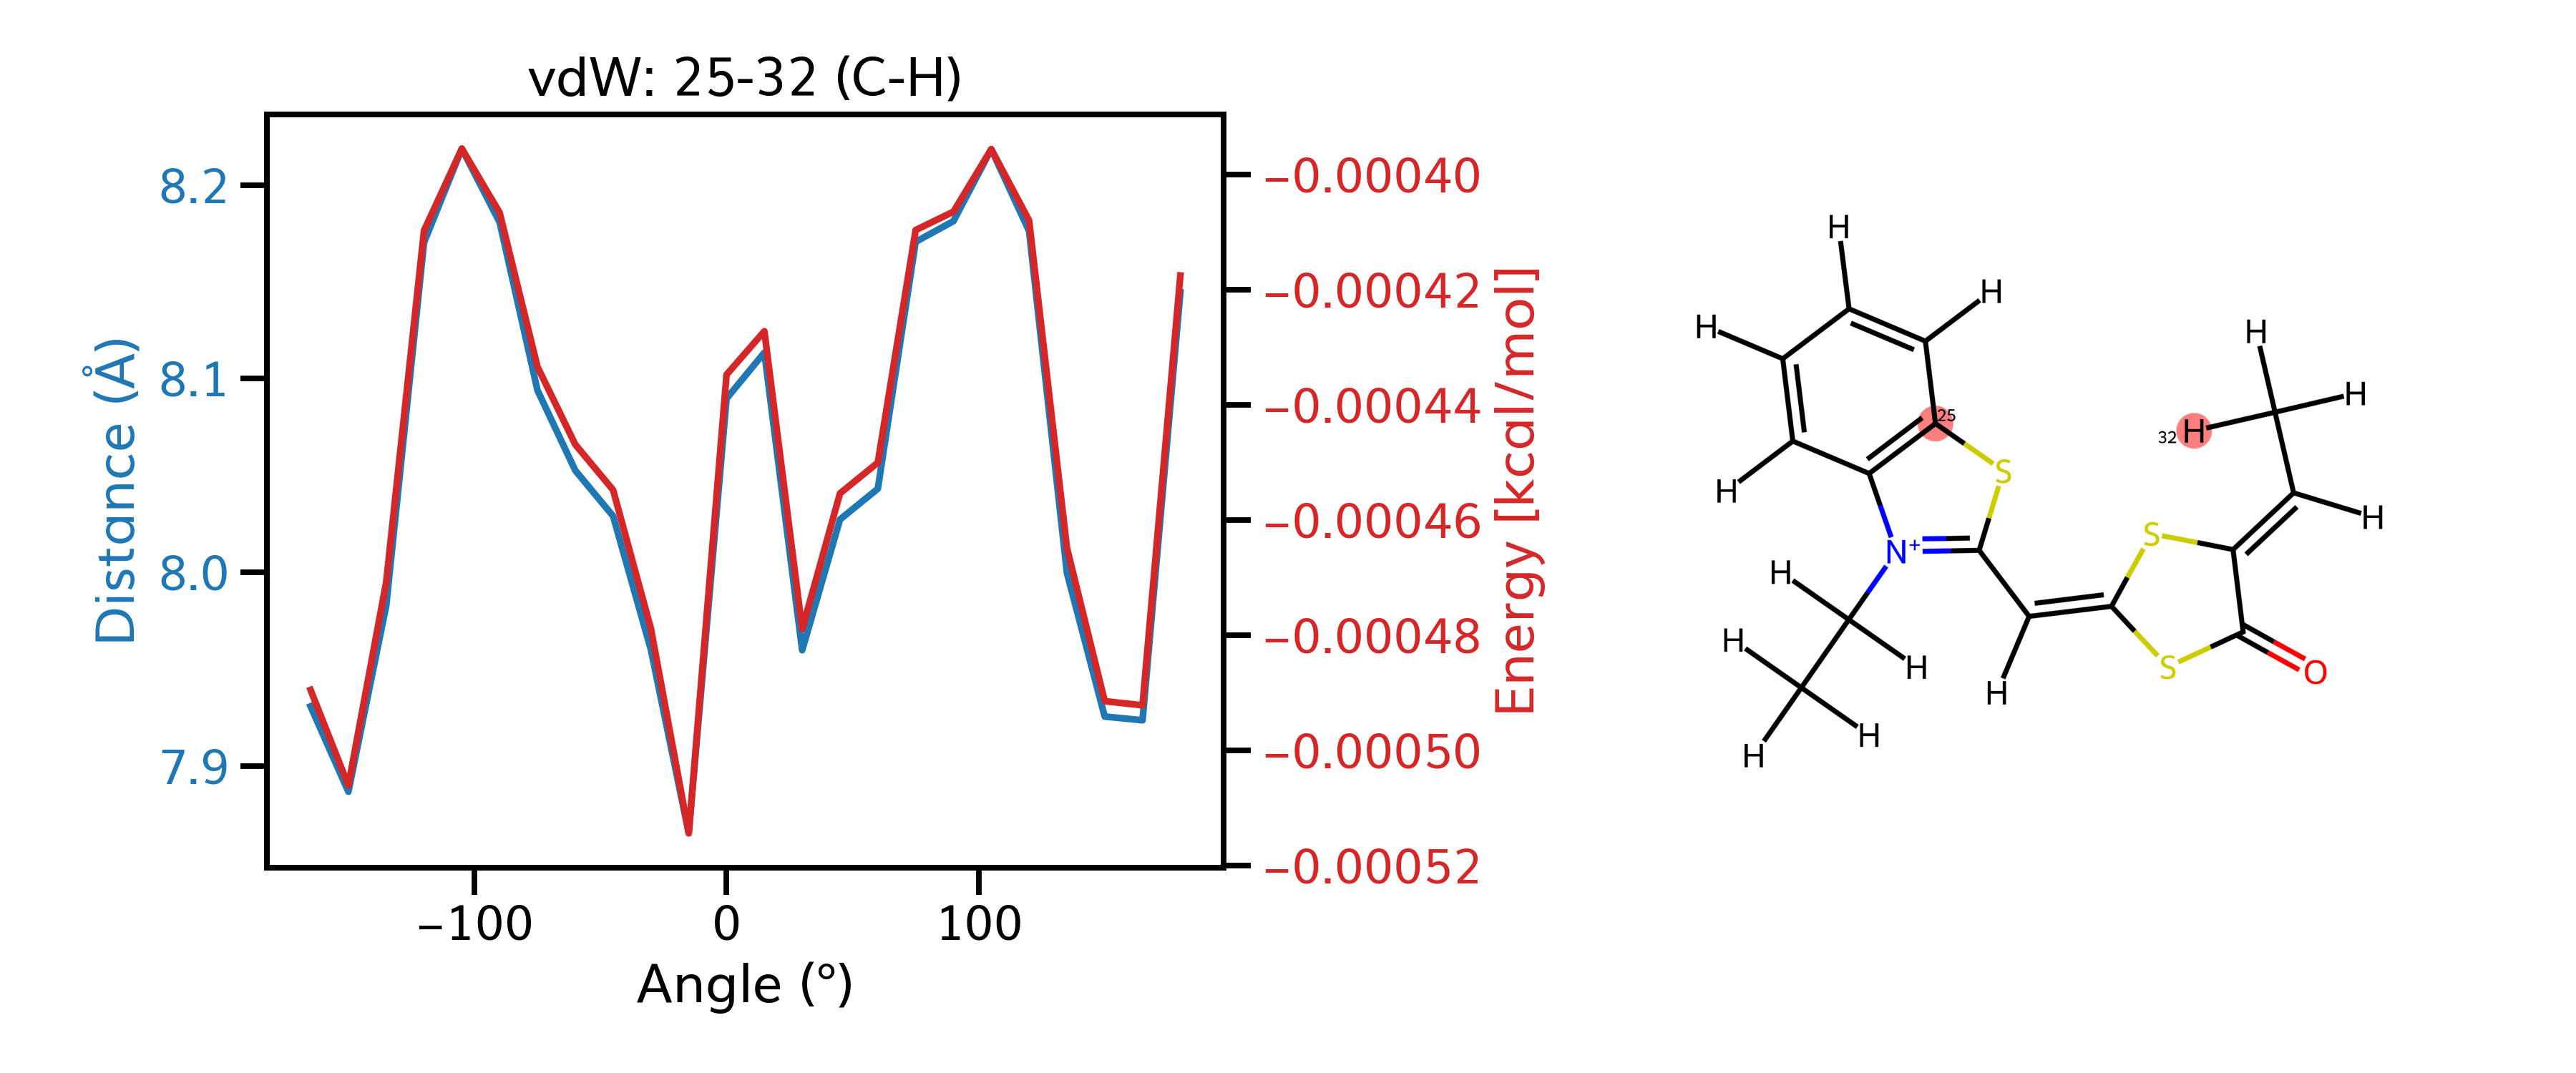 vdW: 25-32 (C-H)
8.2
8.1
8.0
7.9
Distance (Å)
−100
0
100
Angle (°)
−0.00040
−0.00042
−0.00044
−0.00046
−0.00048
−0.00050
−0.00052
Energy [kcal/mol]
H
H
H
H
H
H
25
32 H
S
H
S
N+
H
H
H
S
O
H
H
H